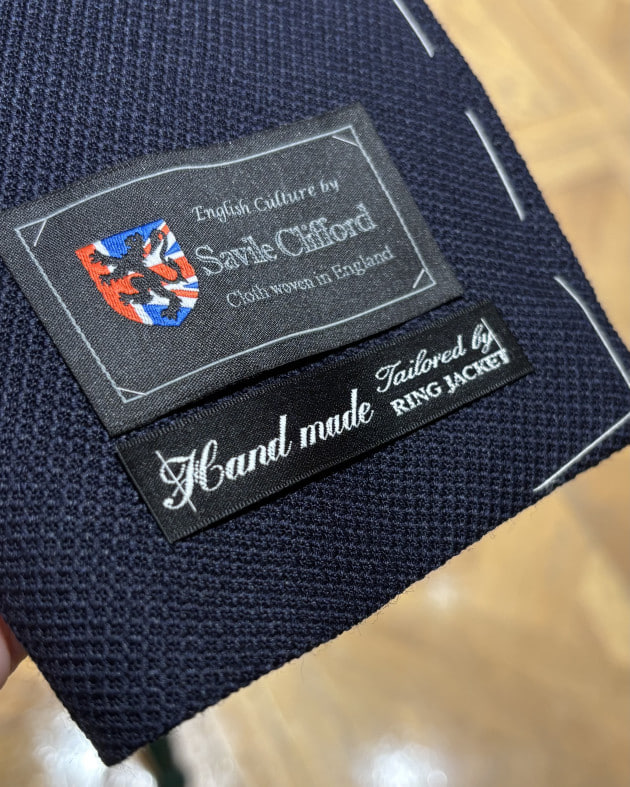 English Culture by
Savile Clifford
Cloth woven in England
Hand made
Tailored by
RING JACKET